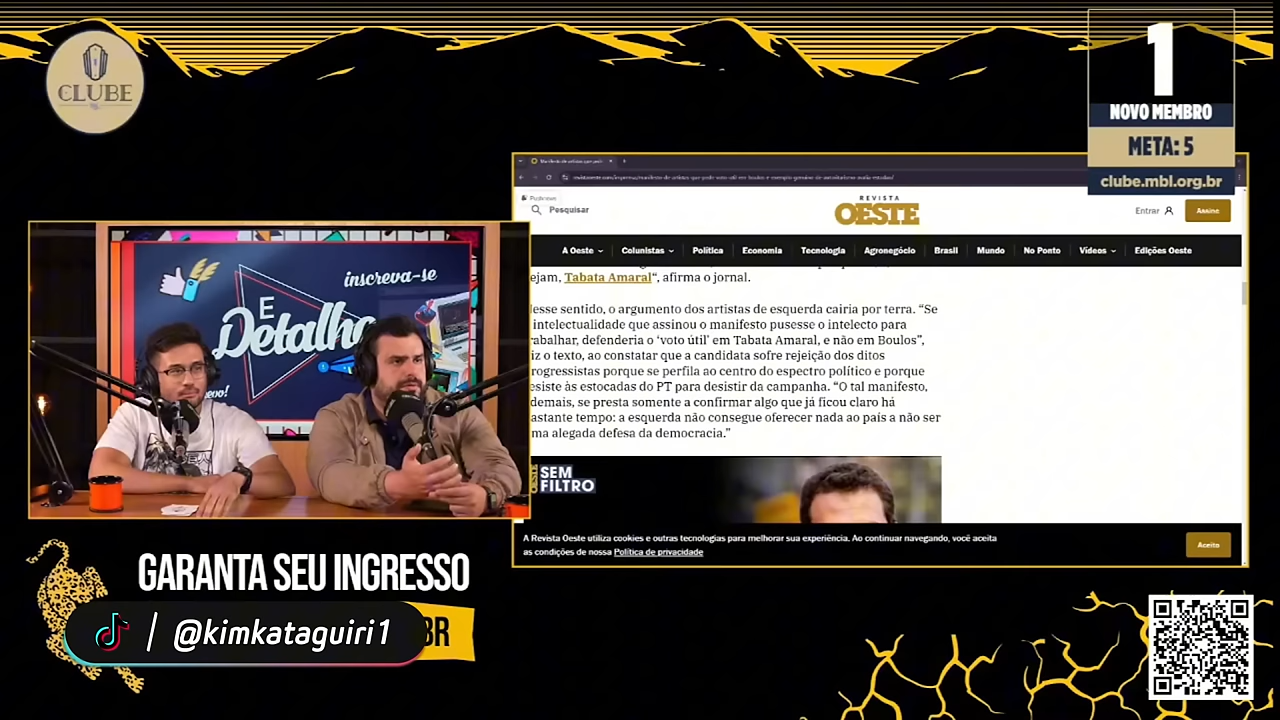 CLUBE
1
NOVO MEMBRO
META: 5
clube.mbl.org.br
Pesquisar
REVISTA
OESTE
Entrar
Assine
A Oeste
Colunistas
Política
Economia
Tecnologia
Agronegócio
Brasil
Mundo
No Ponto
Vídeos
Edições Oeste
ejam, Tabata Amaral“, afirma o jornal.
esse sentido, o argumento dos artistas de esquerda cairia por terra. “Se
intelectualidade que assinou o manifesto pusesse o intelecto para
rabalhar, defenderia o ‘voto útil’ em Tabata Amaral, e não em Boulos”,
iz o texto, ao constatar que a candidata sofre rejeição dos ditos
rogressistas porque se perfila ao centro do espectro político e porque
esiste às estocadas do PT para desistir da campanha. “O tal manifesto,
demais, se presta somente a confirmar algo que já ficou claro há
astante tempo: a esquerda não consegue oferecer nada ao país a não ser
ma alegada defesa da democracia.”
OESTE
SEM
FILTRO
A Revista Oeste utiliza cookies e outras tecnologias para melhorar sua experiência. Ao continuar navegando, você aceita
as condições de nossa Política de privacidade
Aceito
inscreva-se
E
Detalhe
GARANTA SEU INGRESSO
| @kimkataguiri1
BR